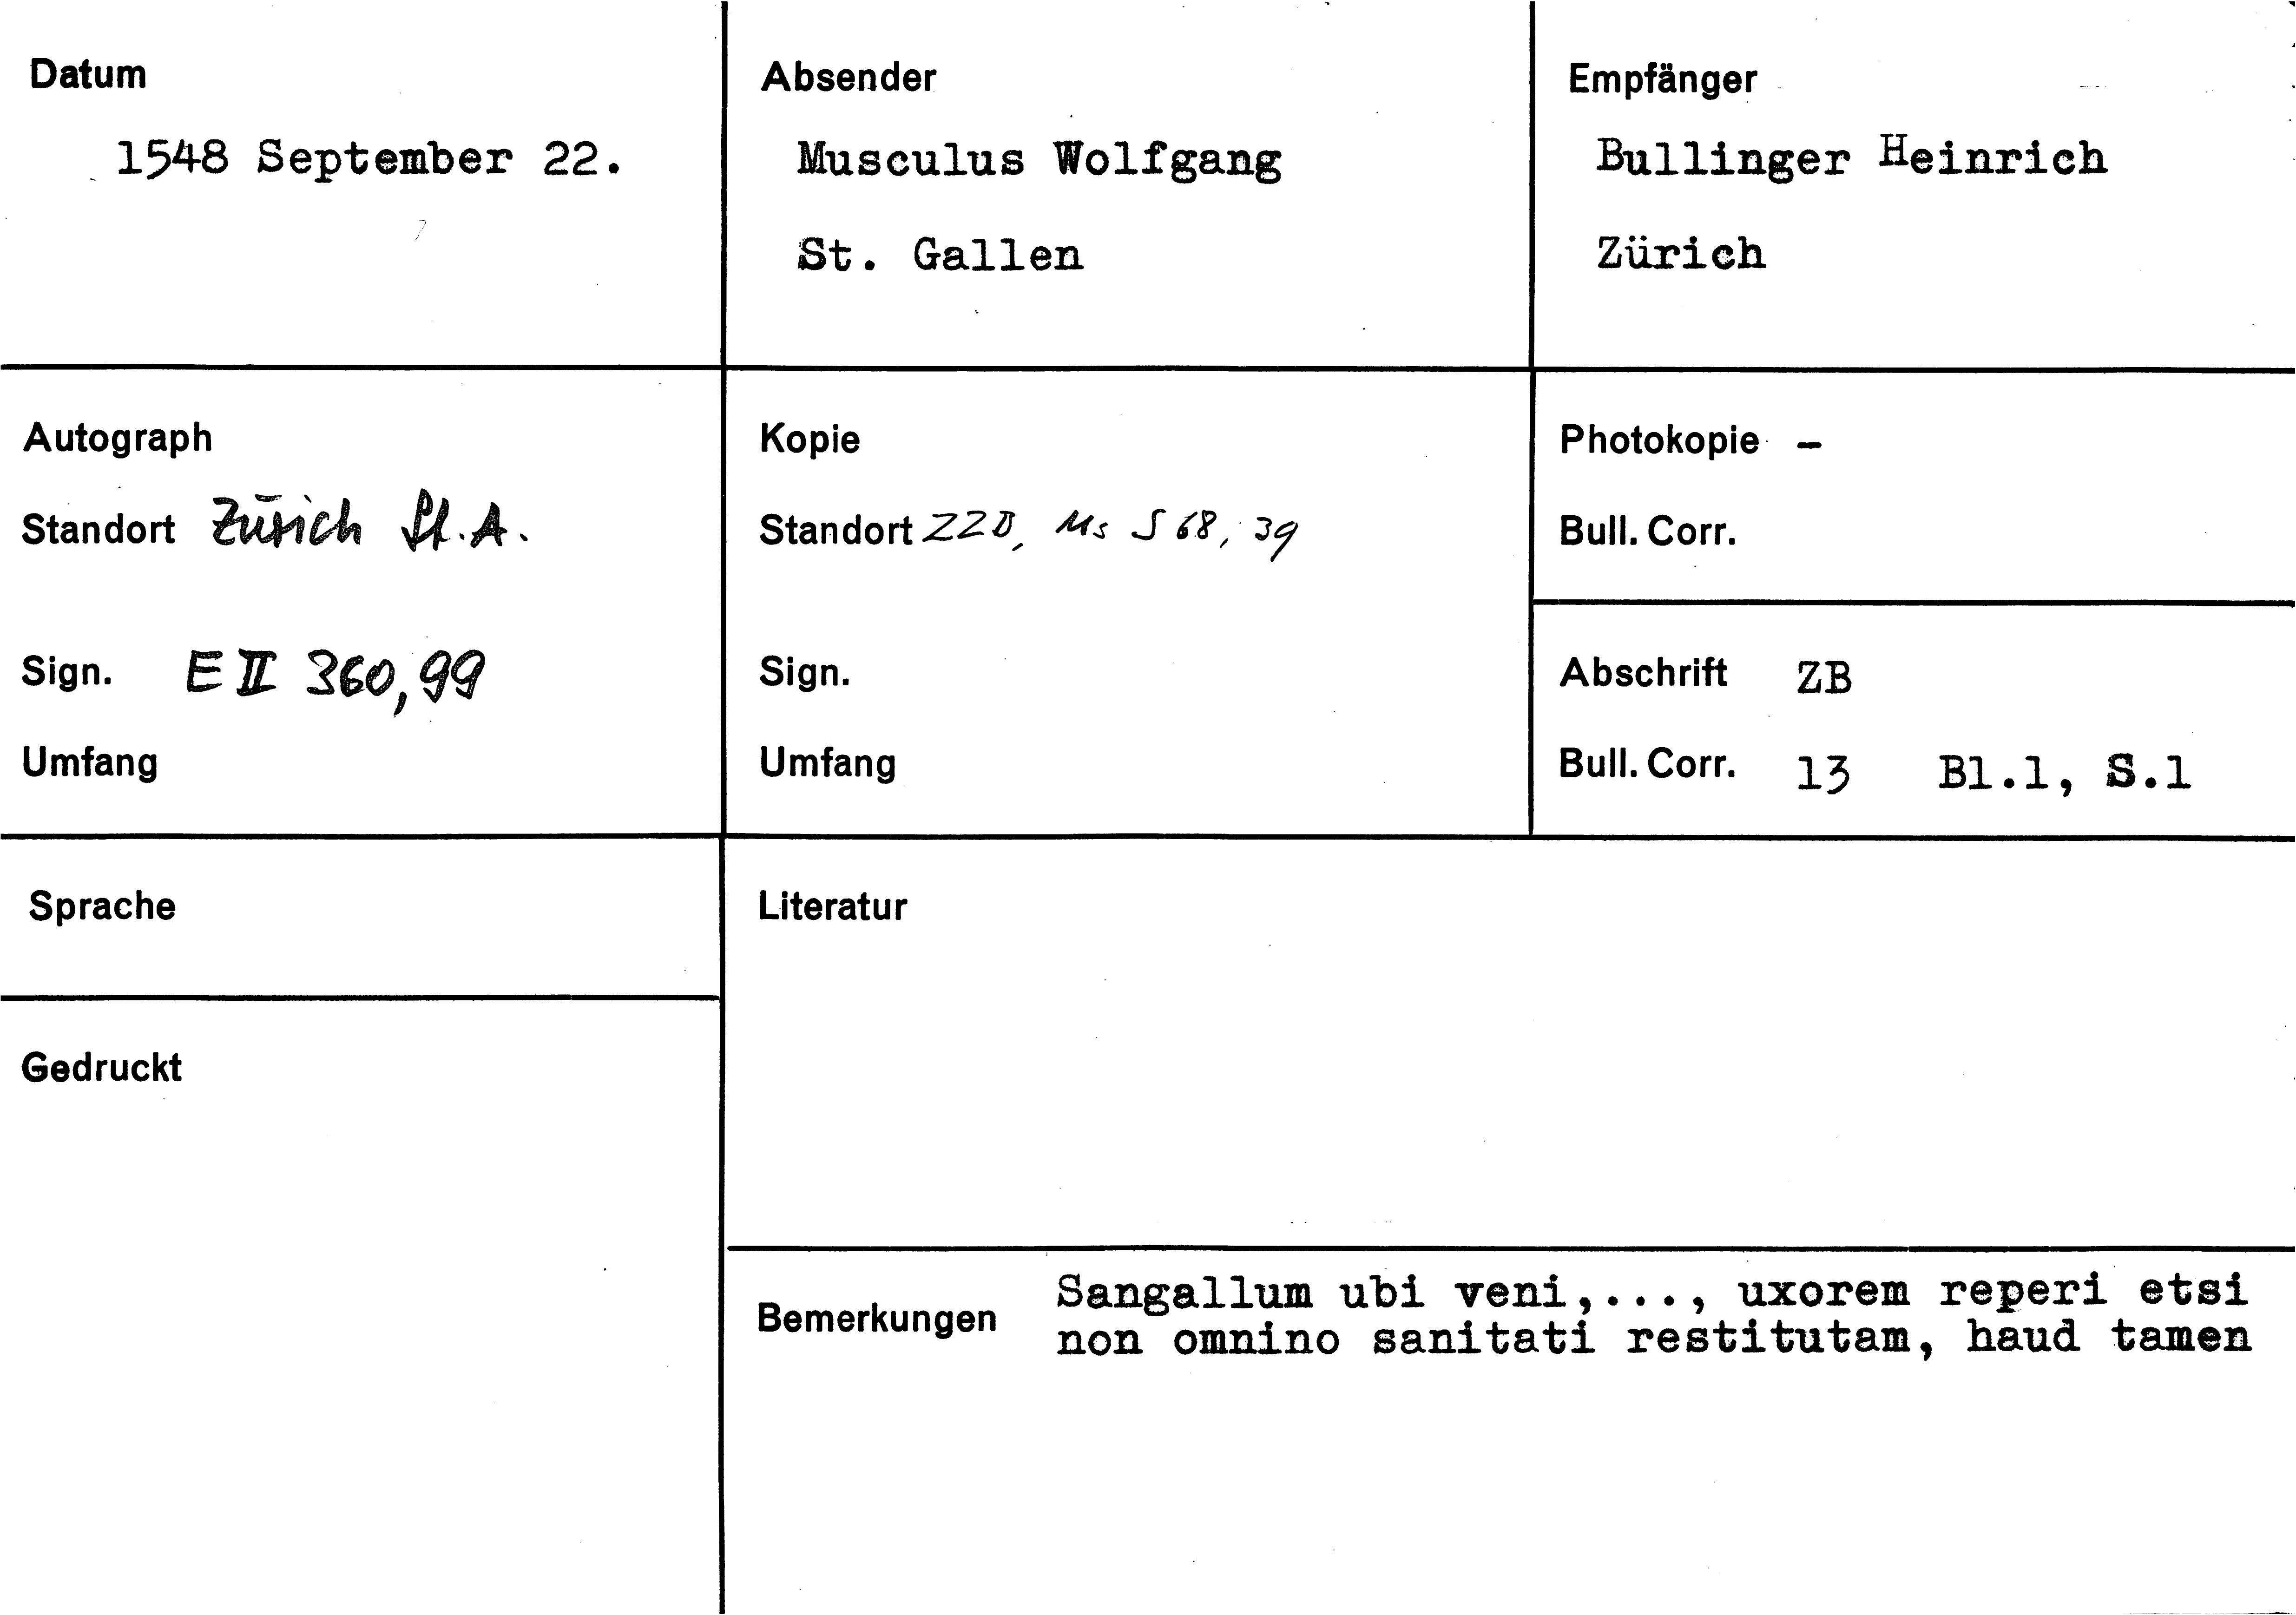 Datum
1548 September 22.
Absender
Musculus Wolfgang
St. Gallen
Empfänger
Bullinger Heinrich
Zürich
Autograph
Standort Zürich St.A.
Sign. E II 360,99
Umfang
Kopie
Standort ZZB, Ms S 68, 39
Sign.
Umfang
Photokopie -
Bull. Corr.
Abschrift ZB
Bull. Corr. 13 Bl.1, S.1
Sprache
Literatur
Gedruckt
Bemerkungen
Sangallum ubi veni,..., uxorem reperi etsi
non omnino sanitati restitutam, haud tamen